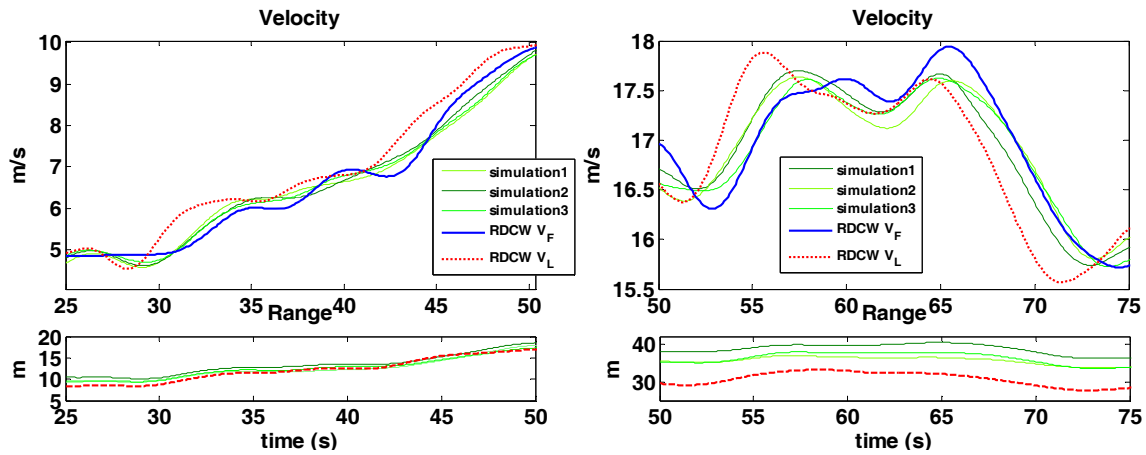 Velocity
10
9
8
7
6
5
m/s
simulation1
simulation2
simulation3
RDCW V_F
RDCW V_L
25 30 35 40 45 50
Range
20
15
10
5
m
25 30 35 40 45 50
time (s)
Velocity
18
17.5
17
16.5
16
15.5
m/s
simulation1
simulation2
simulation3
RDCW V_F
RDCW V_L
50 55 60 65 70 75
Range
40
30
m
50 55 60 65 70 75
time (s)